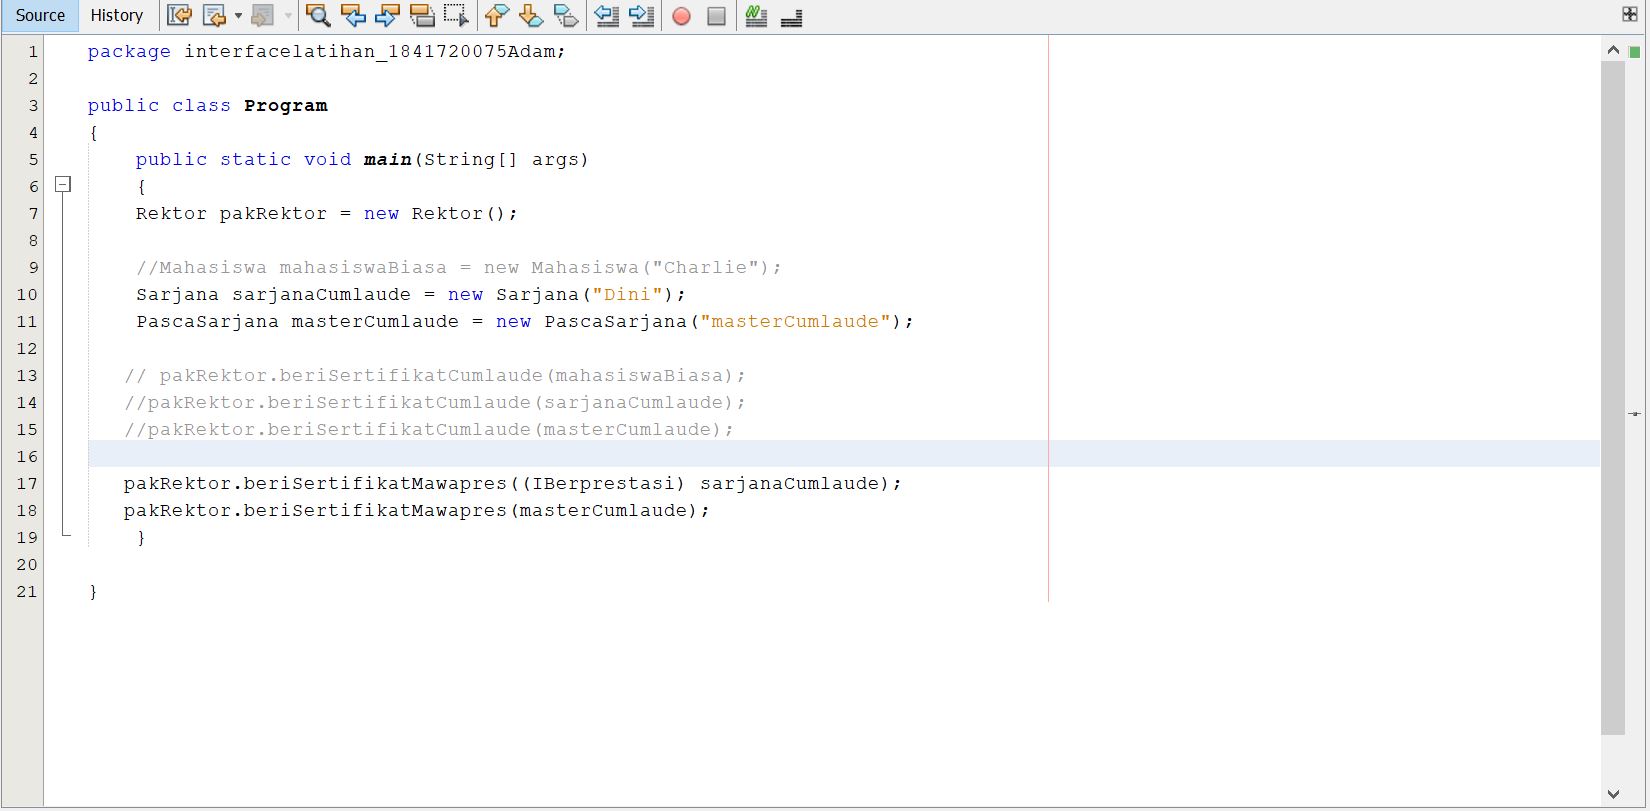 Source History
1 package interfacelatihan_1841720075Adam;
2
3 public class Program
4 {
5 public static void main(String[] args)
6 {
7 Rektor pakRektor = new Rektor();
8
9 //Mahasiswa mahasiswaBiasa = new Mahasiswa("Charlie");
10 Sarjana sarjanaCumlaude = new Sarjana("Dini");
11 PascaSarjana masterCumlaude = new PascaSarjana("masterCumlaude");
12
13 // pakRektor.beriSertifikatCumlaude(mahasiswaBiasa);
14 //pakRektor.beriSertifikatCumlaude(sarjanaCumlaude);
15 //pakRektor.beriSertifikatCumlaude(masterCumlaude);
16
17 pakRektor.beriSertifikatMawapres((IBerprestasi) sarjanaCumlaude);
18 pakRektor.beriSertifikatMawapres(masterCumlaude);
19 }
20
21 }